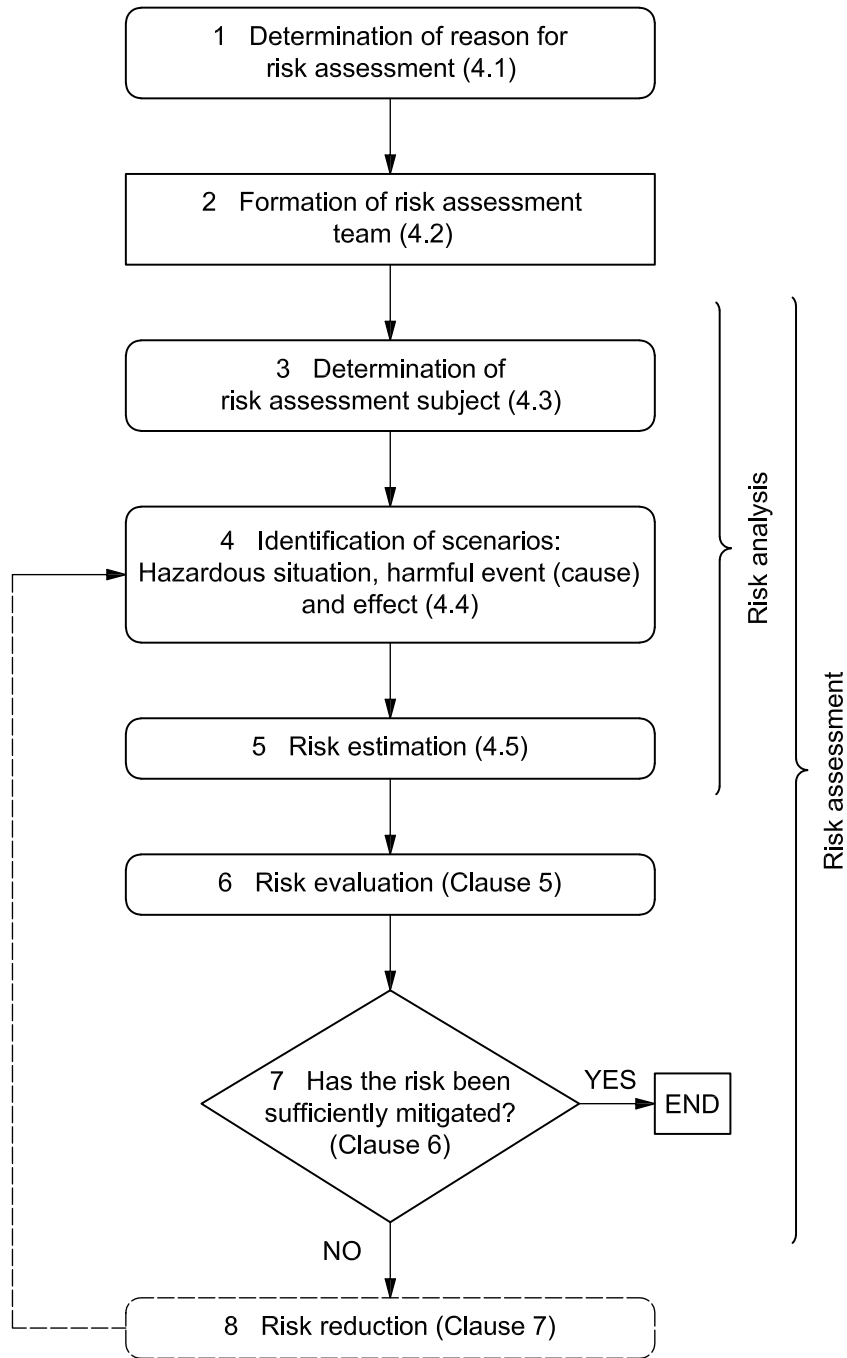 1 Determination of reason for
risk assessment (4.1)
2 Formation of risk assessment
team (4.2)
3 Determination of
risk assessment subject (4.3)
4 Identification of scenarios:
Hazardous situation, harmful event (cause)
and effect (4.4)
5 Risk estimation (4.5)
Risk analysis
6 Risk evaluation (Clause 5)
Risk assessment
7 Has the risk been
sufficiently mitigated?
(Clause 6)
YES
END
NO
8 Risk reduction (Clause 7)